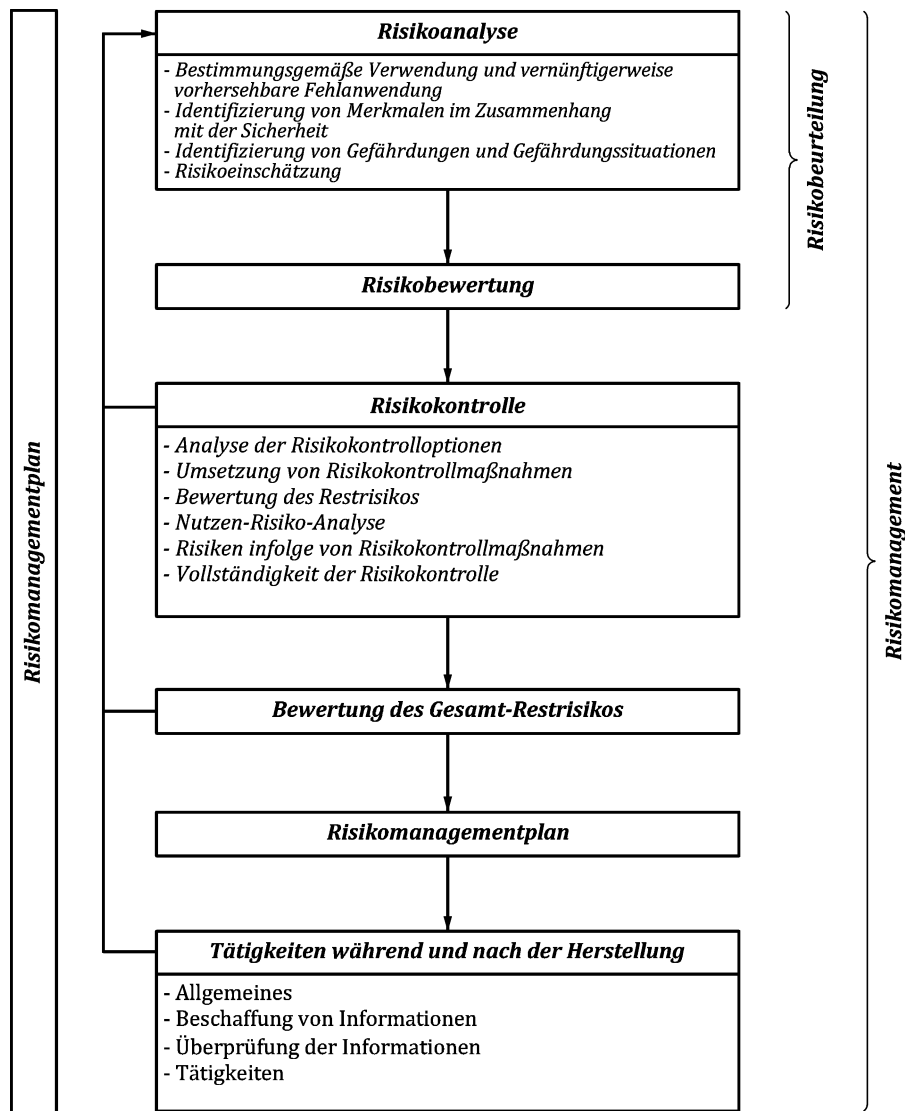 Risikomanagementplan
Risikoanalyse
- Bestimmungsgemäße Verwendung und vernünftigerweise
vorhersehbare Fehlanwendung
- Identifizierung von Merkmalen im Zusammenhang
mit der Sicherheit
- Identifizierung von Gefährdungen und Gefährdungssituationen
- Risikoeinschätzung
Risikobewertung
Risikobeurteilung
Risikokontrolle
- Analyse der Risikokontrolloptionen
- Umsetzung von Risikokontrollmaßnahmen
- Bewertung des Restrisikos
- Nutzen-Risiko-Analyse
- Risiken infolge von Risikokontrollmaßnahmen
- Vollständigkeit der Risikokontrolle
Bewertung des Gesamt-Restrisikos
Risikomanagementplan
Tätigkeiten während und nach der Herstellung
- Allgemeines
- Beschaffung von Informationen
- Überprüfung der Informationen
- Tätigkeiten
Risikomanagement